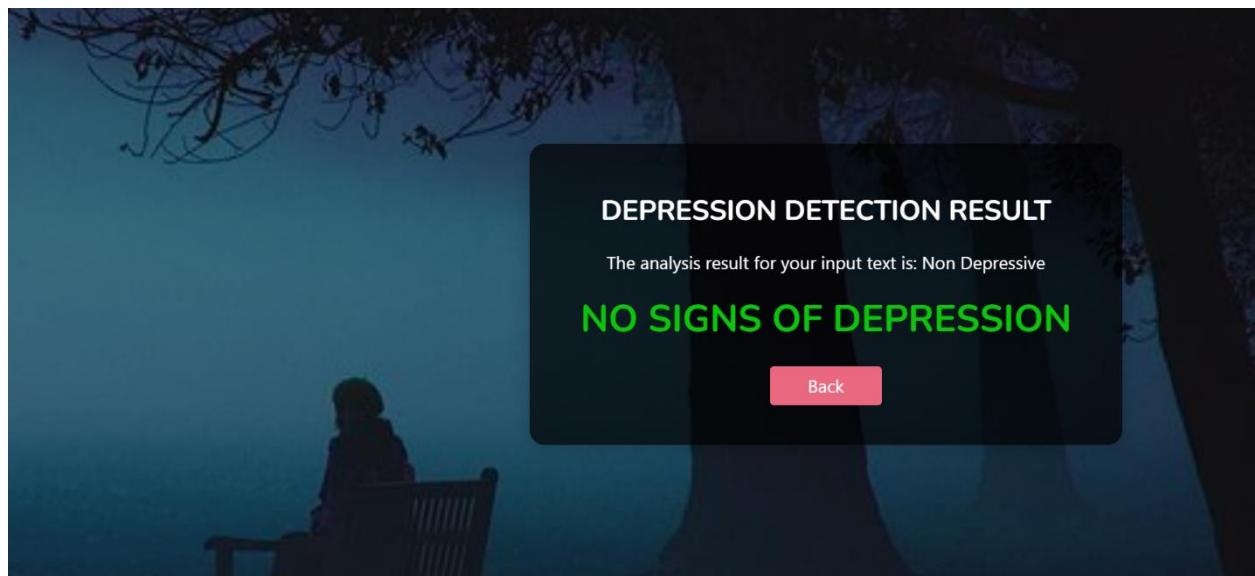 DEPRESSION DETECTION RESULT
The analysis result for your input text is: Non Depressive
NO SIGNS OF DEPRESSION
Back